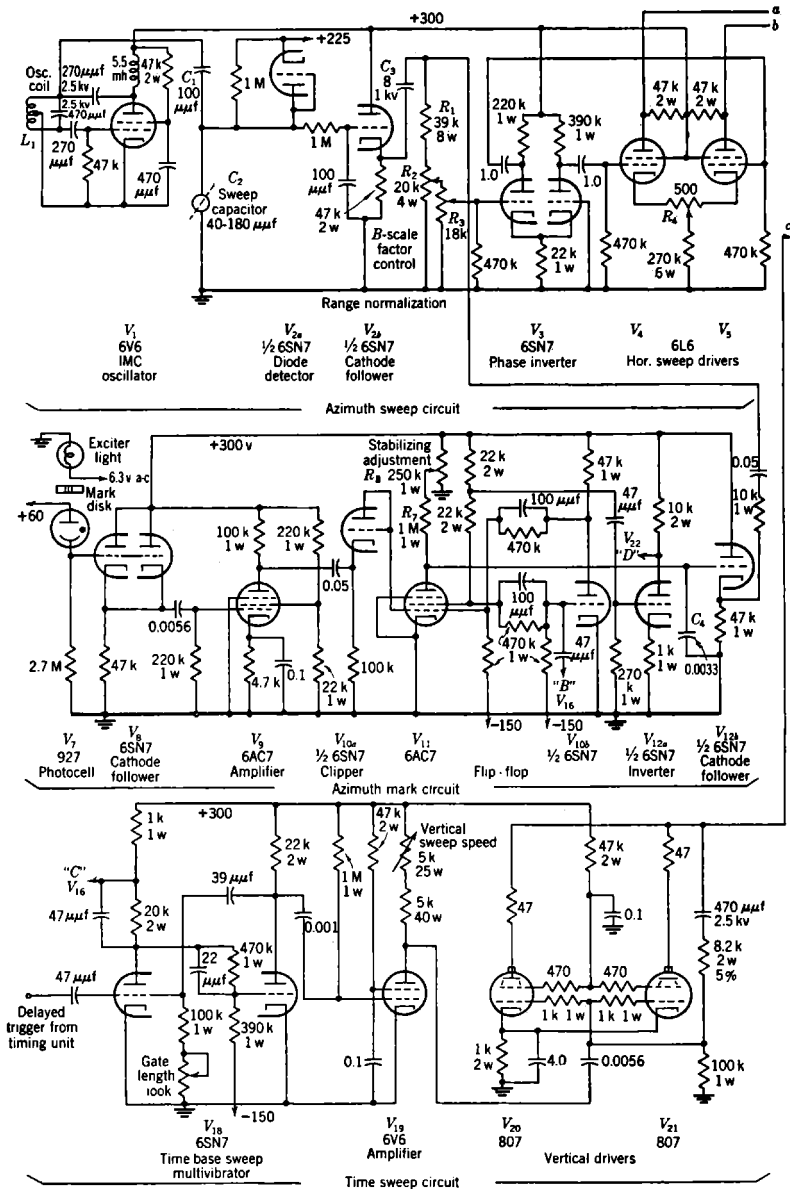 +300
a
b
+225
5.5 mh
47 k 2 w
Osc. coil
270 μμf 2.5 kv
2.5 kv 470 μμf
L1
270 μμf
47 k
470 μμf
C1 100 μμf
1 M
C2 Sweep capacitor 40-180 μμf
1 M
100 μμf
47 k 2 w
C3 8 1 kv
R1 39 k 8 w
R2 20 k 4 w
R3 18k
B-scale factor control
220 k 1 w
390 k 1 w
1.0
1.0
470 k
22 k 1 w
470 k
47 k 2 w
47 k 2 w
500 R4
270 k 6 w
470 k
c
Range normalization
V1 6V6 IMC oscillator
V2a ½ 6SN7 Diode detector
V2b ½ 6SN7 Cathode follower
V3 6SN7 Phase inverter
V4 V5 6L6 Hor. sweep drivers
Azimuth sweep circuit
Exciter light
6.3 v a-c
Mark disk
+60
+300 v
2.7 M
47 k
0.0056
220 k 1 w
100 k 1 w
220 k 1 w
4.7 k
0.1
22 k 1 w
0.05
100 k
Stabilizing adjustment
R8 250 k 1 w
R7 1 M 1 w
22 k 2 w
22 k 2 w
100 μμf
470 k
100 μμf
470 k 1 w
-150
-150
47 k 1 w
47 μμf
47 μμf
"B" V16
V22 "D"
10 k 2 w
270 k 1 w
1 k 1 w
C4
0.0033
0.05
10 k 1 w
47 k 1 w
V7 927 Photocell
V8 6SN7 Cathode follower
V9 6AC7 Amplifier
V10a ½ 6SN7 Clipper
V11 6AC7
Flip-flop
V10b ½ 6SN7
V12a ½ 6SN7 Inverter
V12b ½ 6SN7 Cathode follower
Azimuth mark circuit
1 k 1 w
+300
"C" V16
47 μμf
20 k 2 w
39 μμf
22 k 2 w
0.001
1 M 1 w
47 k 2 w
Vertical sweep speed
5 k 25 w
5 k 40 w
47 μμf
Delayed trigger from timing unit
22 μμf
470 k 1 w
100 k 1 w
390 k 1 w
Gate length 100k
-150
0.1
47
47 k 2 w
0.1
47
470 μμf 2.5 kv
8.2 k 2 w 5%
470
470
1 k 1 w
1 k 1 w
1 k 2 w
4.0
0.0056
100 k 1 w
V18 6SN7 Time base sweep multivibrator
V19 6V6 Amplifier
V20 807
V21 807
Vertical drivers
Time sweep circuit